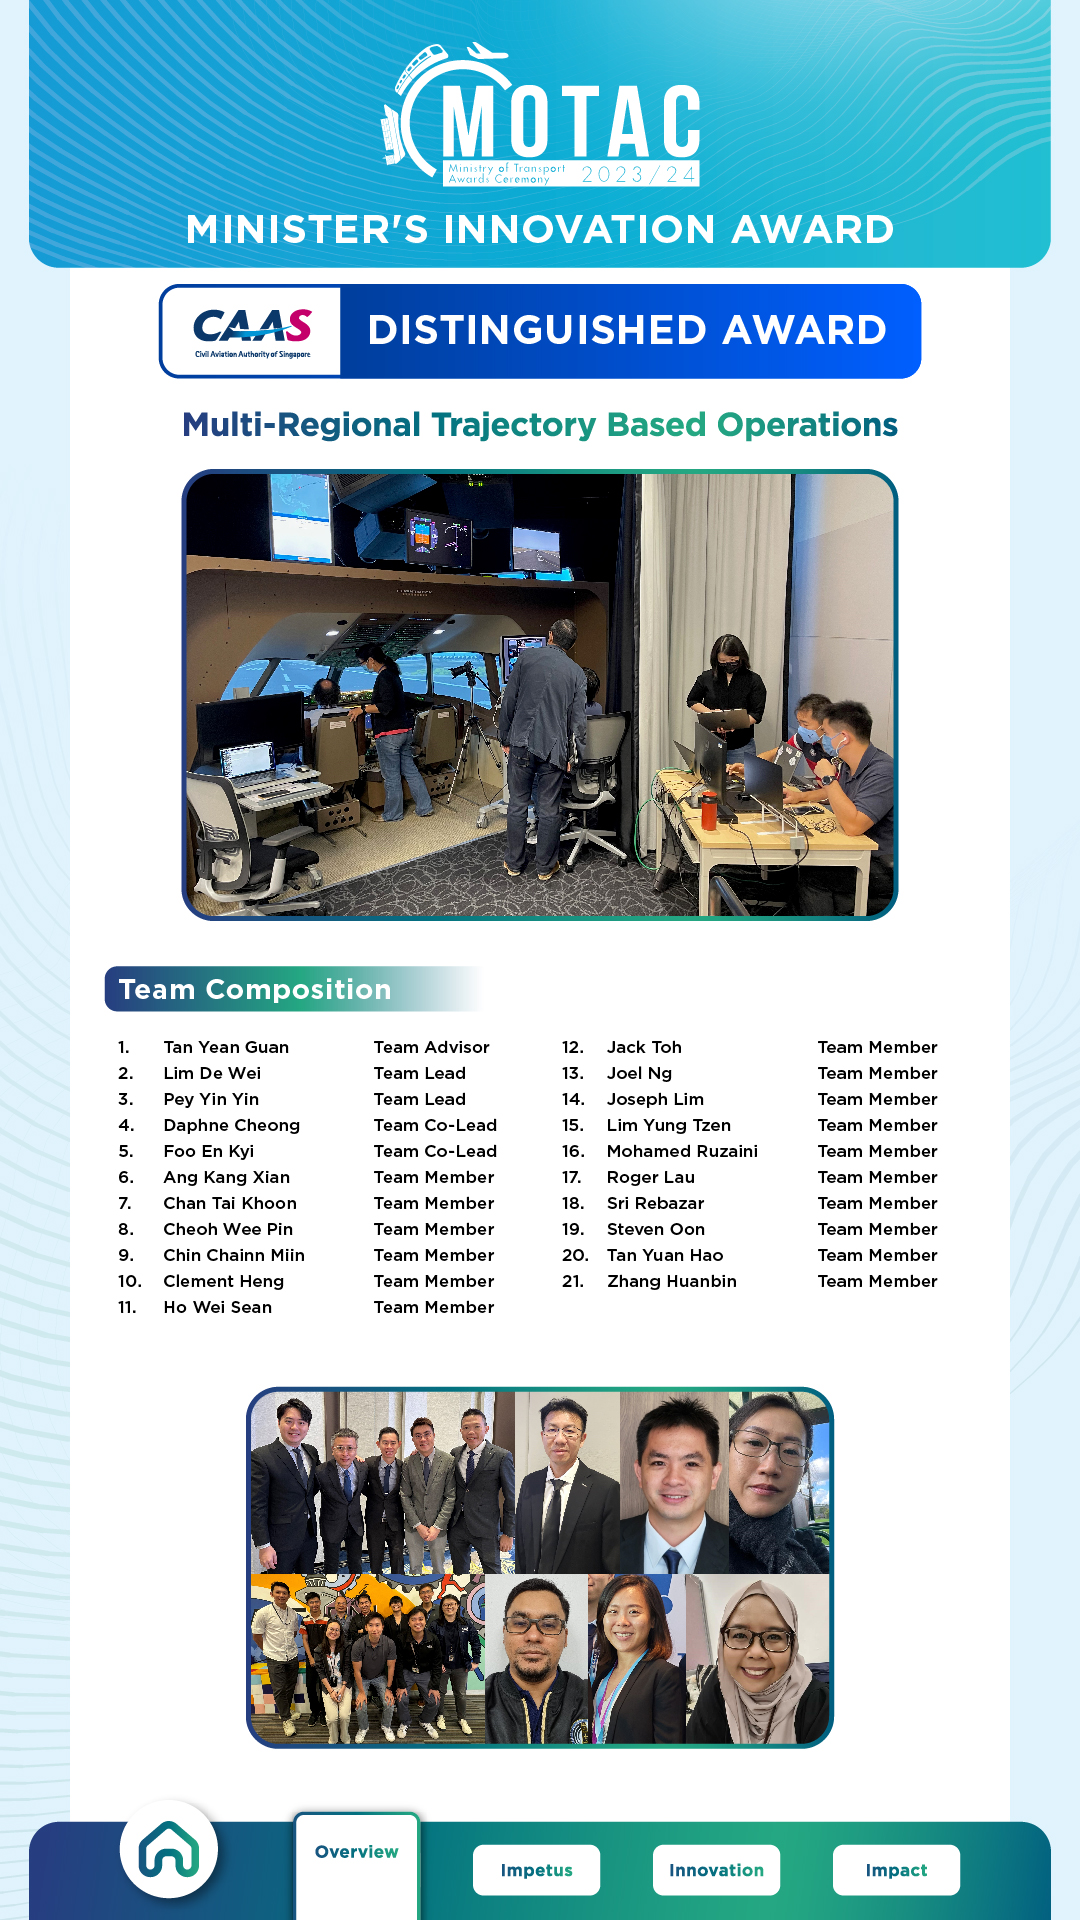 MOTAC
Ministry of Transport
Awards Ceremony
2023/24
MINISTER'S INNOVATION AWARD
CAAS
Civil Aviation Authority of Singapore
DISTINGUISHED AWARD
Multi-Regional Trajectory Based Operations
Team Composition
1. Tan Yean Guan Team Advisor
2. Lim De Wei Team Lead
3. Pey Yin Yin Team Lead
4. Daphne Cheong Team Co-Lead
5. Foo En Kyi Team Co-Lead
6. Ang Kang Xian Team Member
7. Chan Tai Khoon Team Member
8. Cheoh Wee Pin Team Member
9. Chin Chainn Miin Team Member
10. Clement Heng Team Member
11. Ho Wei Sean Team Member
12. Jack Toh Team Member
13. Joel Ng Team Member
14. Joseph Lim Team Member
15. Lim Yung Tzen Team Member
16. Mohamed Ruzaini Team Member
17. Roger Lau Team Member
18. Sri Rebazar Team Member
19. Steven Oon Team Member
20. Tan Yuan Hao Team Member
21. Zhang Huanbin Team Member
Overview
Impetus
Innovation
Impact